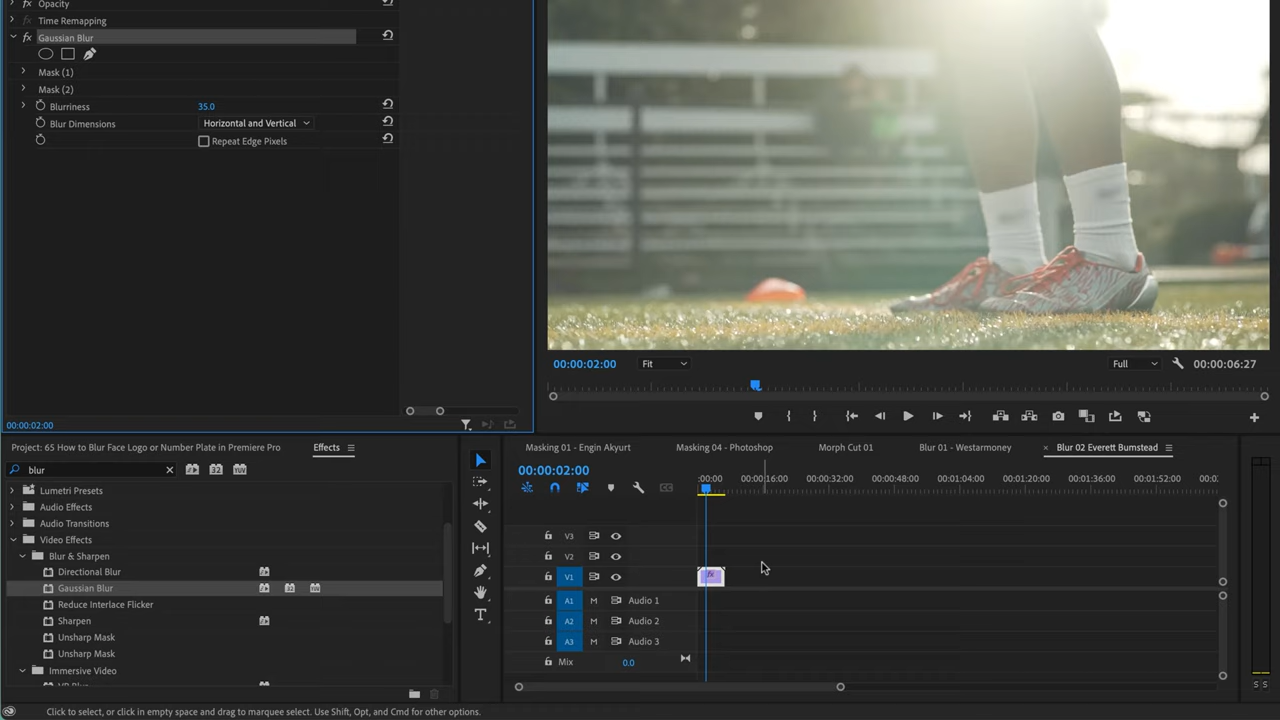 Opacity
Time Remapping
Gaussian Blur
Mask (1)
Mask (2)
Blurriness 35.0
Blur Dimensions Horizontal and Vertical
Repeat Edge Pixels
00:00:02:00
00:00:02:00 Fit Full 00:00:06:27
Project: 65 How to Blur Face Logo or Number Plate in Premiere Pro Effects
blur
Lumetri Presets
Audio Effects
Audio Transitions
Video Effects
Blur & Sharpen
Directional Blur
Gaussian Blur
Reduce Interlace Flicker
Sharpen
Unsharp Mask
Unsharp Mask
Immersive Video
Masking 01 - Engin Akyurt Masking 04 - Photoshop Morph Cut 01 Blur 01 - Westarmoney × Blur 02 Everett Bumstead
00:00:02:00
:00:00 00:00:16:00 00:00:32:00 00:00:48:00 00:01:04:00 00:01:20:00 00:01:36:00 00:01:52:00 00:0
V3
V2
V1 fx
A1 M Audio 1
A2 M Audio 2
A3 M Audio 3
Mix 0.0
S S
Click to select, or click in empty space and drag to marquee select. Use Shift, Opt, and Cmd for other options.